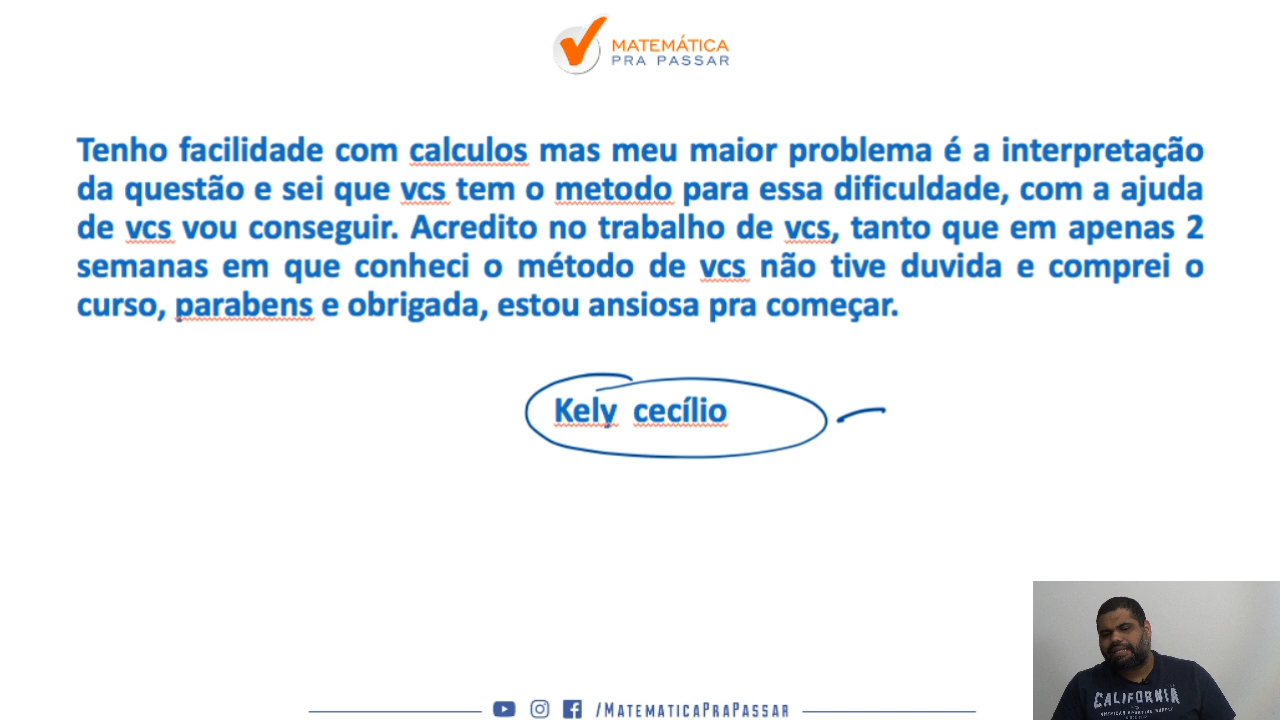 MATEMÁTICA
PRA PASSAR
Tenho facilidade com calculos mas meu maior problema é a interpretação
da questão e sei que vcs tem o metodo para essa dificuldade, com a ajuda
de vcs vou conseguir. Acredito no trabalho de vcs, tanto que em apenas 2
semanas em que conheci o método de vcs não tive duvida e comprei o
curso, parabens e obrigada, estou ansiosa pra começar.
Kely cecílio
CALIFORNIA
/MATEMATICAPRAPASSAR